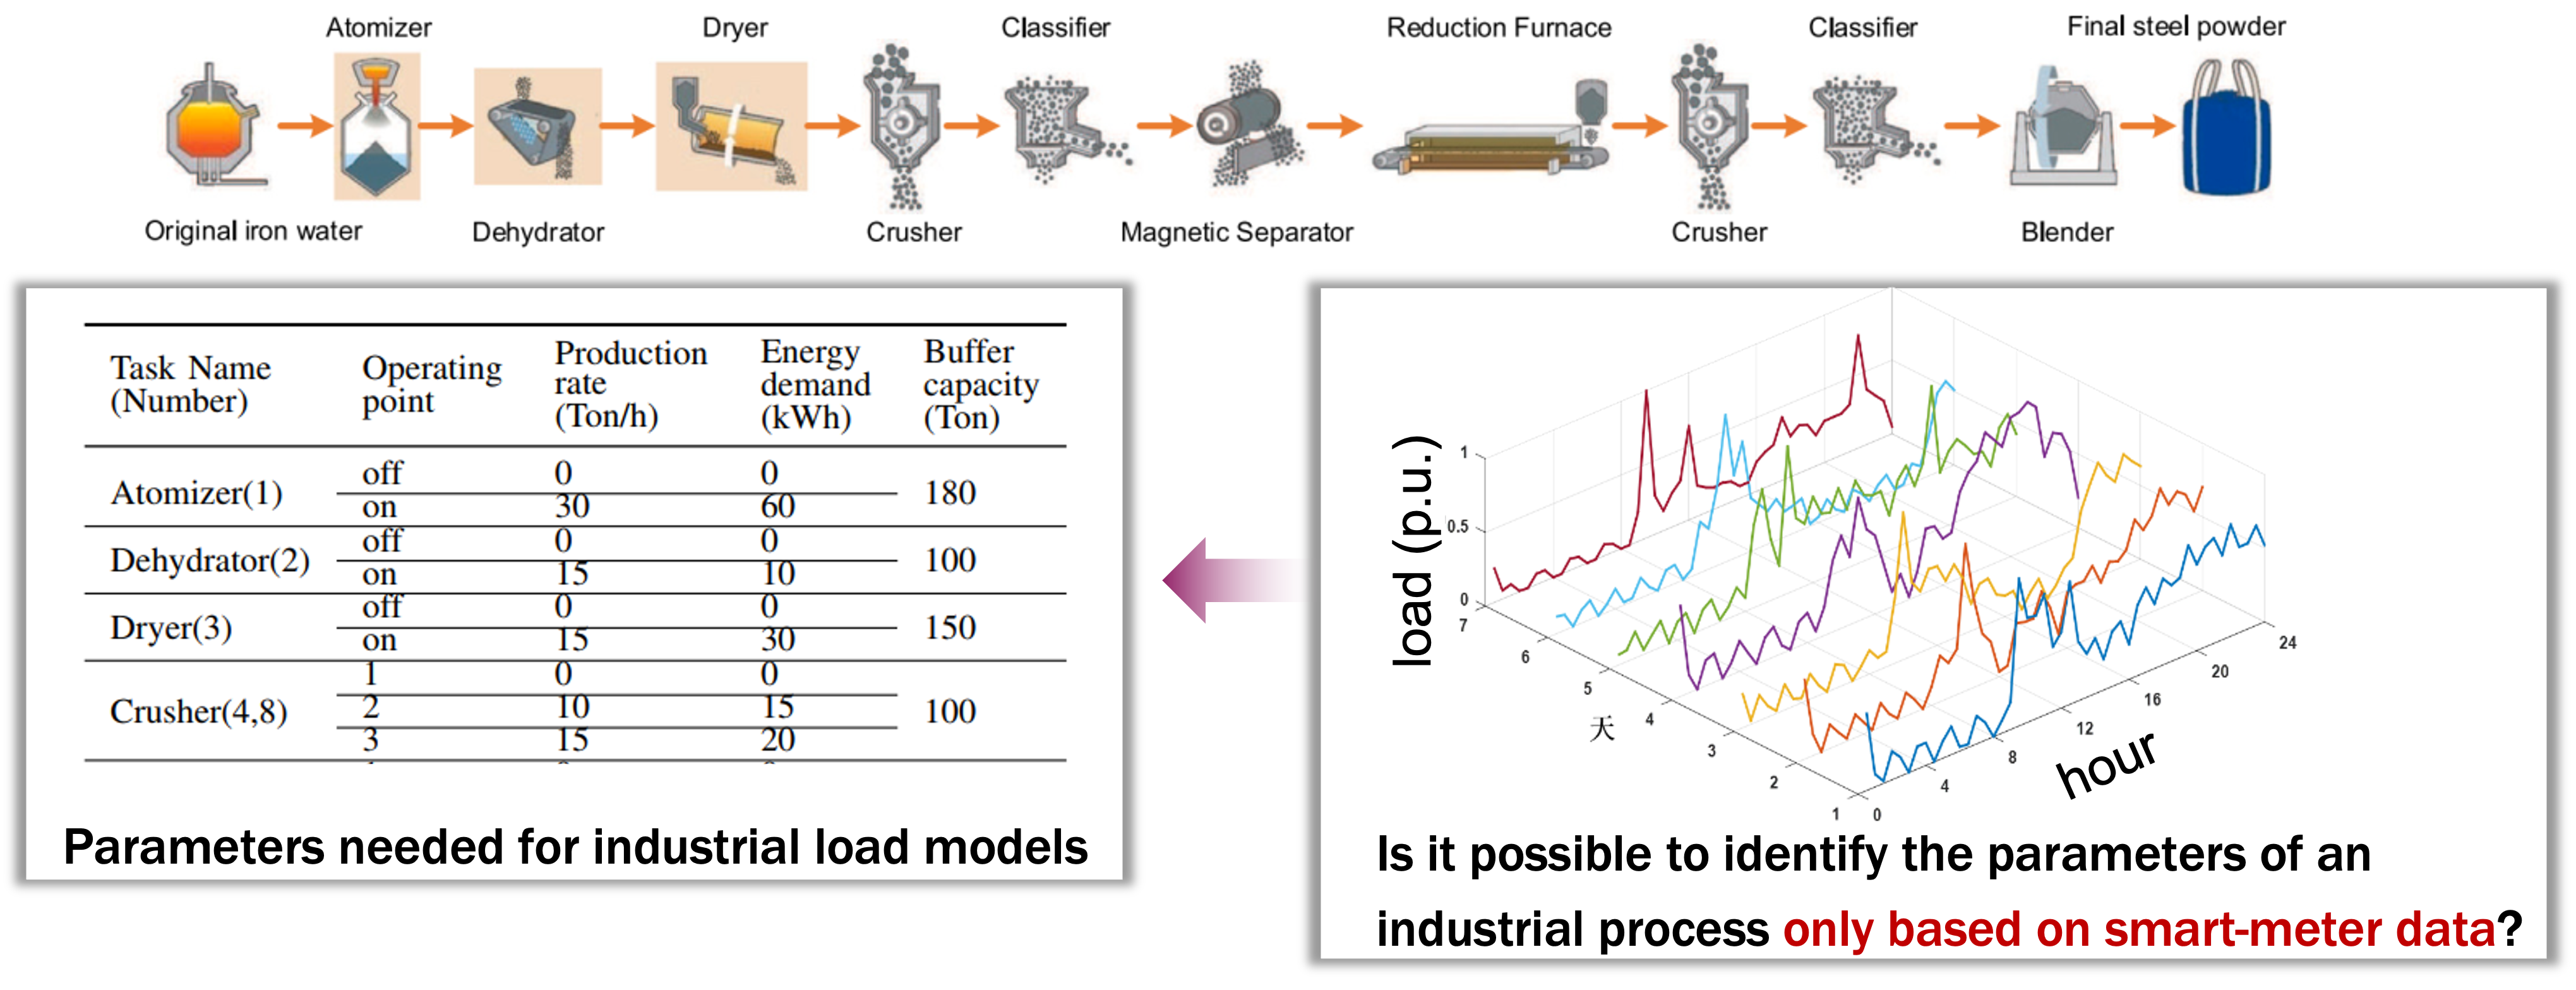 Atomizer
Dryer
Classifier
Reduction Furnace
Classifier
Final steel powder
Original iron water
Dehydrator
Crusher
Magnetic Separator
Crusher
Blender
Task Name (Number) Operating point Production rate (Ton/h) Energy demand (kWh) Buffer capacity (Ton)
Atomizer(1) off 0 0 180
on 30 60
Dehydrator(2) off 0 0 100
on 15 10
Dryer(3) off 0 0 150
on 15 30
Crusher(4,8) 1 0 0 100
2 10 15
3 15 20
Parameters needed for industrial load models
load (p.u.)
1
0.5
0
7
6
5
4
3
2
1
天
0
4
8
12
16
20
24
hour
Is it possible to identify the parameters of an
industrial process only based on smart-meter data?